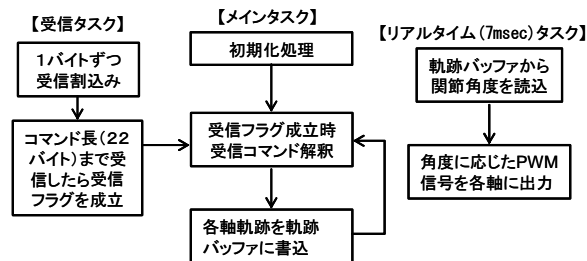 【受信タスク】
1バイトずつ
受信割込み
コマンド長(22
バイト)まで受
信したら受信
フラグを成立
【メインタスク】
初期化処理
受信フラグ成立時
受信コマンド解釈
各軸軌跡を軌跡
バッファに書込
【リアルタイム(7msec)タスク】
軌跡バッファから
関節角度を読込
角度に応じたPWM
信号を各軸に出力